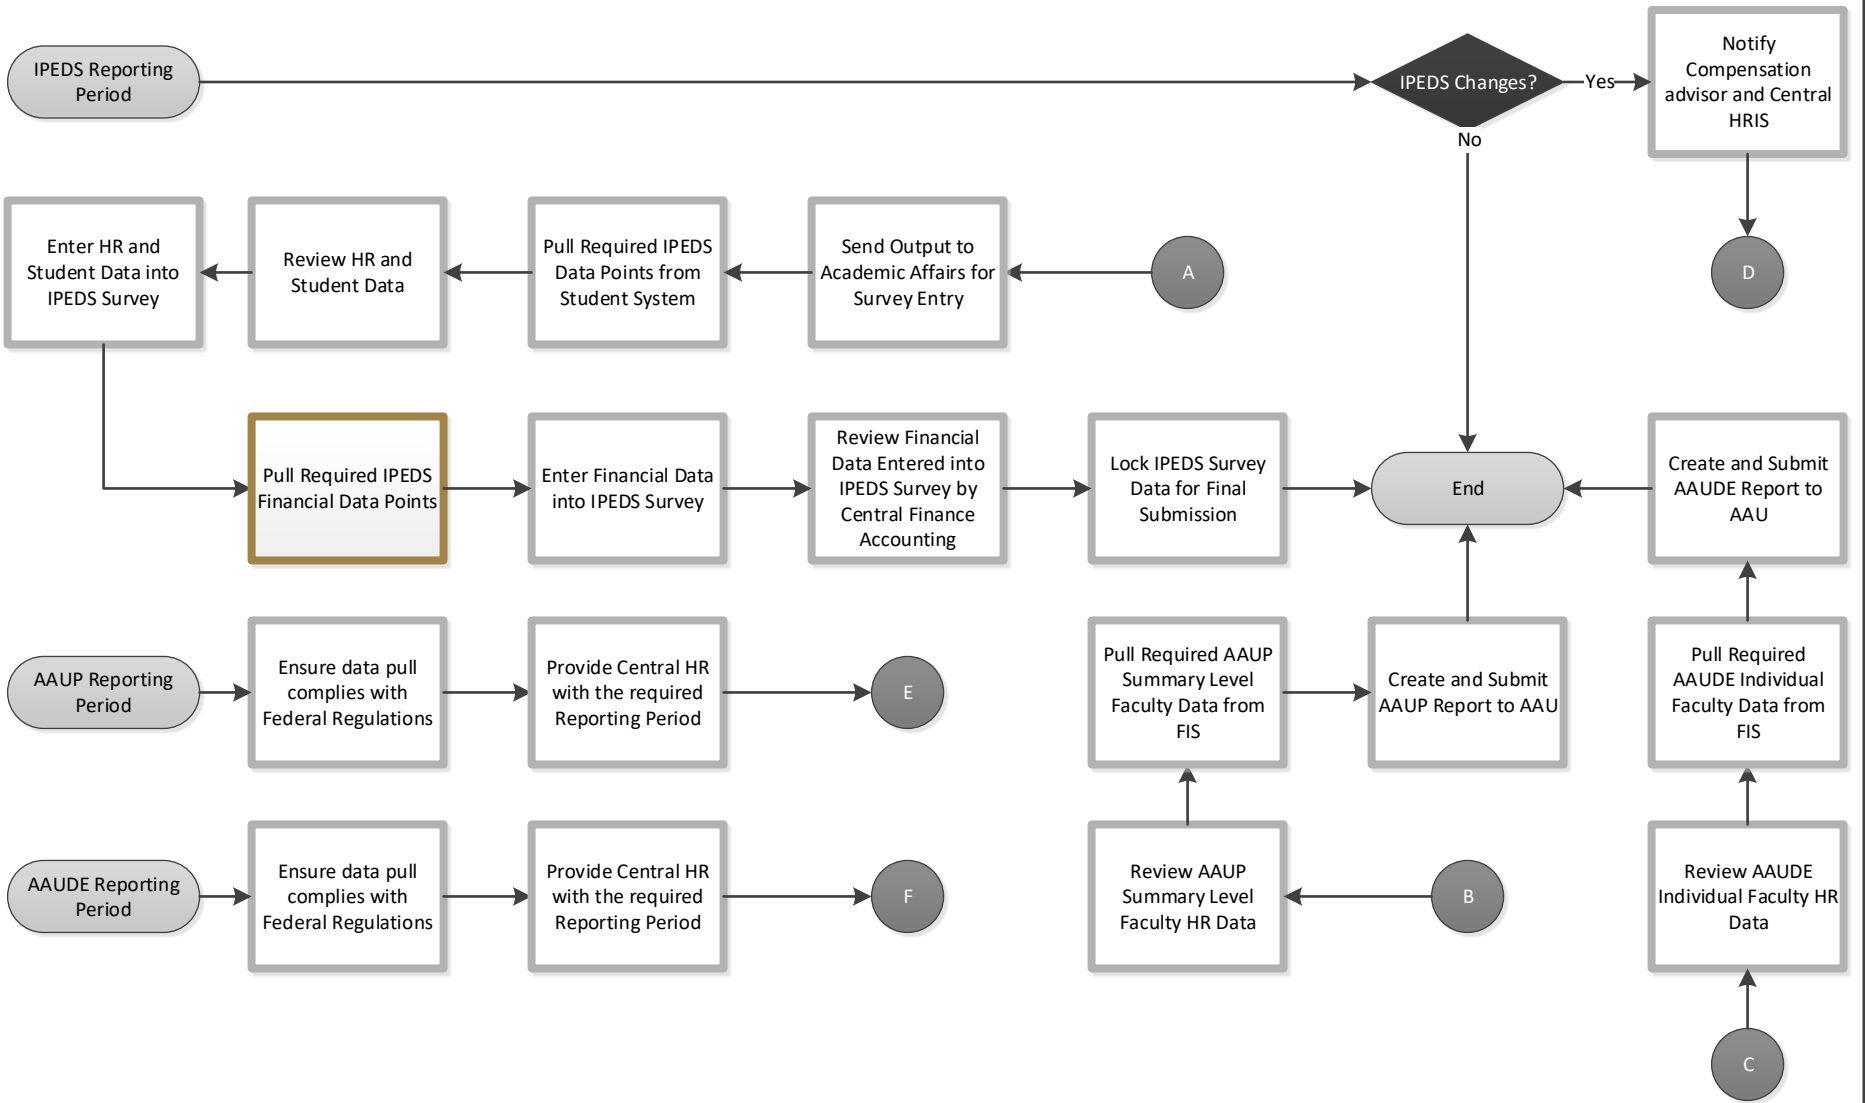 IPEDS Reporting
Period
IPEDS Changes?
Yes
No
Notify
Compensation
advisor and Central
HRIS
Enter HR and
Student Data into
IPEDS Survey
Review HR and
Student Data
Pull Required IPEDS
Data Points from
Student System
Send Output to
Academic Affairs for
Survey Entry
A
D
Pull Required IPEDS
Financial Data Points
Enter Financial Data
into IPEDS Survey
Review Financial
Data Entered into
IPEDS Survey by
Central Finance
Accounting
Lock IPEDS Survey
Data for Final
Submission
End
Create and Submit
AAUDE Report to
AAU
AAUP Reporting
Period
Ensure data pull
complies with
Federal Regulations
Provide Central HR
with the required
Reporting Period
E
Pull Required AAUP
Summary Level
Faculty Data from
FIS
Create and Submit
AAUP Report to AAU
Pull Required
AAUDE Individual
Faculty Data from
FIS
AAUDE Reporting
Period
Ensure data pull
complies with
Federal Regulations
Provide Central HR
with the required
Reporting Period
F
Review AAUP
Summary Level
Faculty HR Data
B
Review AAUDE
Individual Faculty HR
Data
C